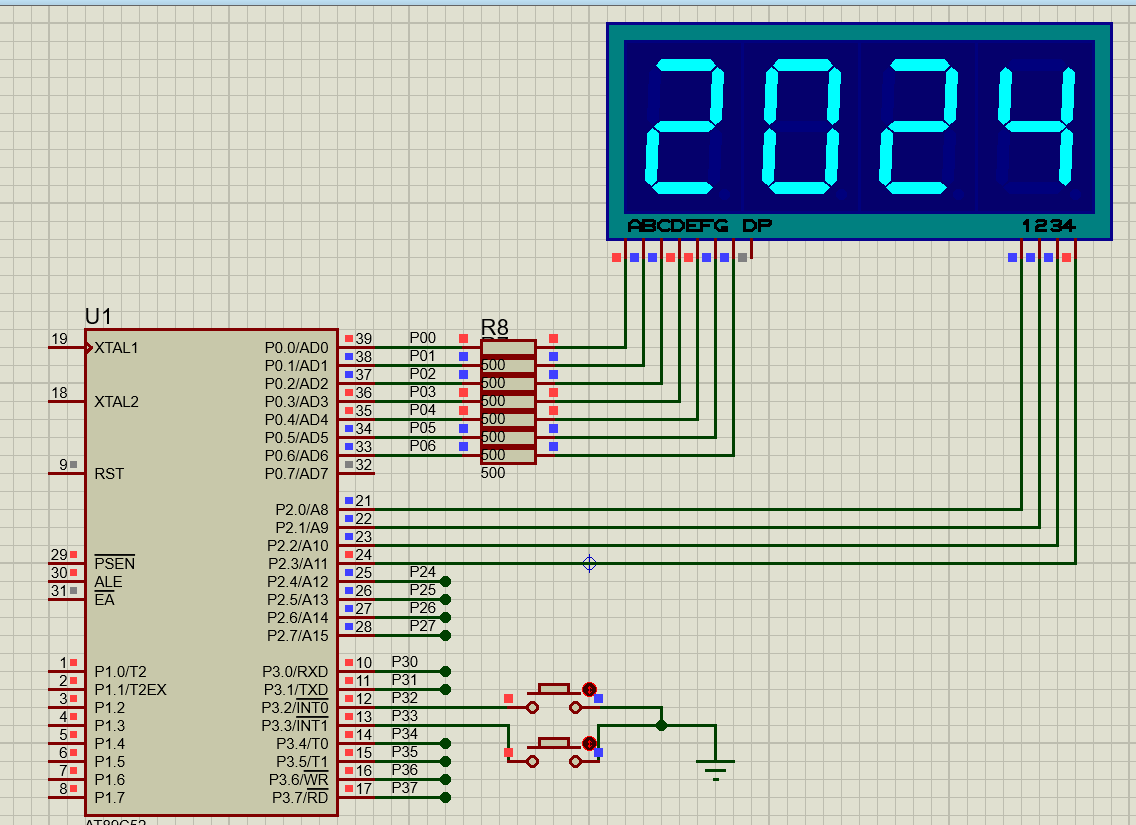 2024
ABCDEFG DP
1234
U1
R8
19 XTAL1
18 XTAL2
9 RST
29 PSEN
30 ALE
31 EA
1 P1.0/T2
2 P1.1/T2EX
3 P1.2
4 P1.3
5 P1.4
6 P1.5
7 P1.6
8 P1.7
P0.0/AD0 39 P00
P0.1/AD1 38 P01
P0.2/AD2 37 P02
P0.3/AD3 36 P03
P0.4/AD4 35 P04
P0.5/AD5 34 P05
P0.6/AD6 33 P06
P0.7/AD7 32
500
500
500
500
500
500
500
P2.0/A8 21
P2.1/A9 22
P2.2/A10 23
P2.3/A11 24
P2.4/A12 25 P24
P2.5/A13 26 P25
P2.6/A14 27 P26
P2.7/A15 28 P27
P3.0/RXD 10 P30
P3.1/TXD 11 P31
P3.2/INT0 12 P32
P3.3/INT1 13 P33
P3.4/T0 14 P34
P3.5/T1 15 P35
P3.6/WR 16 P36
P3.7/RD 17 P37
AT89C52